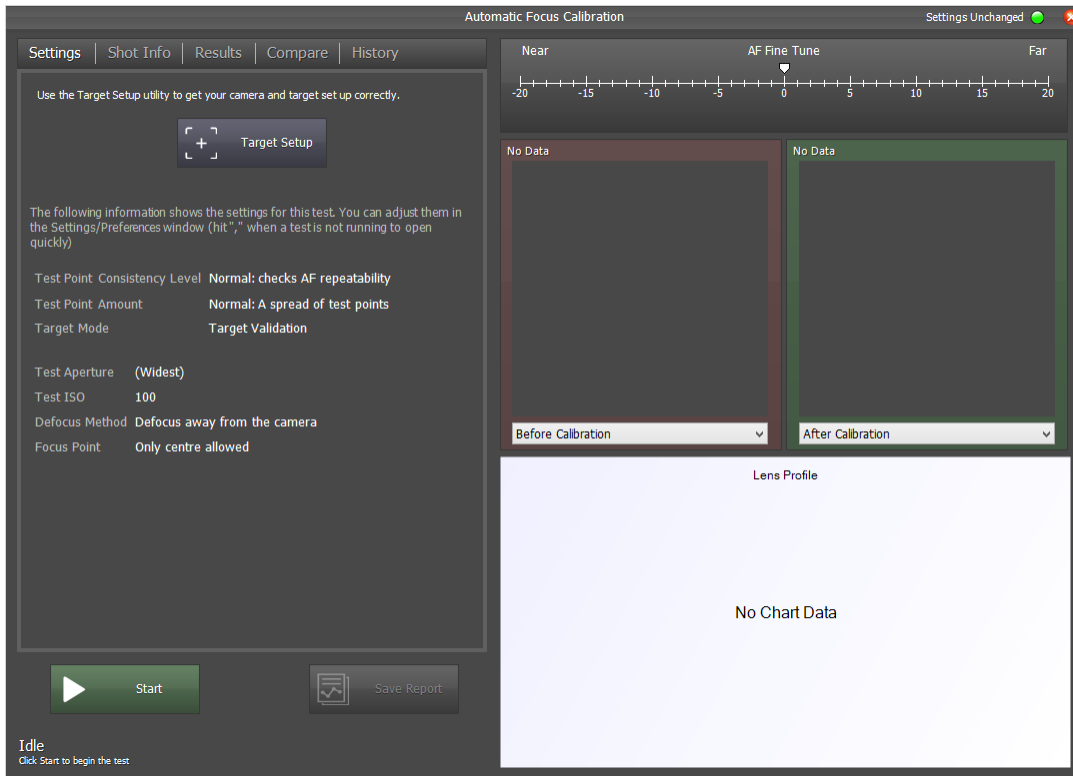 Automatic Focus Calibration
Settings Unchanged
Settings
Shot Info
Results
Compare
History
Use the Target Setup utility to get your camera and target set up correctly.
Target Setup
The following information shows the settings for this test. You can adjust them in
the Settings/Preferences window (hit "," when a test is not running to open
quickly)
Test Point Consistency Level Normal: checks AF repeatability
Test Point Amount Normal: A spread of test points
Target Mode Target Validation
Test Aperture (Widest)
Test ISO 100
Defocus Method Defocus away from the camera
Focus Point Only centre allowed
Start
Save Report
Idle
Click Start to begin the test
Near AF Fine Tune Far
-20 -15 -10 -5 0 5 10 15 20
No Data
Before Calibration
No Data
After Calibration
Lens Profile
No Chart Data